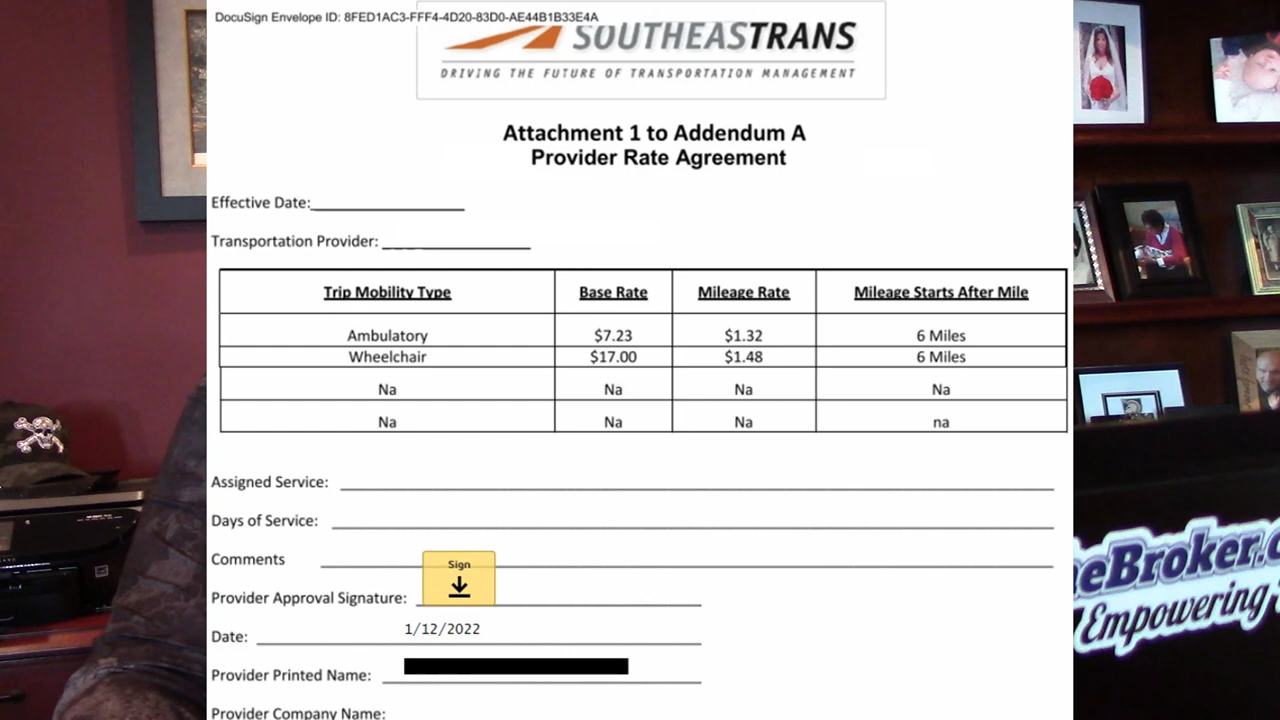 DocuSign Envelope ID: 8FED1AC3-FFF4-4D20-83D0-AE44B1B33E4A
SOUTHEASTRANS
DRIVING THE FUTURE OF TRANSPORTATION MANAGEMENT
Attachment 1 to Addendum A
Provider Rate Agreement
Effective Date:
Transportation Provider:
Trip Mobility Type Base Rate Mileage Rate Mileage Starts After Mile
Ambulatory $7.23 $1.32 6 Miles
Wheelchair $17.00 $1.48 6 Miles
Na Na Na Na
Na Na Na na
Assigned Service:
Days of Service:
Comments
Sign
Provider Approval Signature:
1/12/2022
Date:
Provider Printed Name:
Provider Company Name:
eBroker.
Empowering